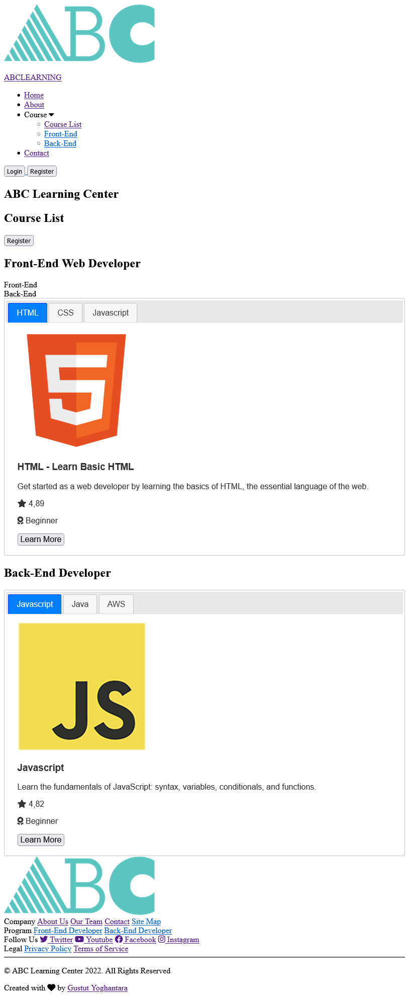 ABC
ABCLEARNING
Home
About
Course
Course List
Front-End
Back-End
Contact
Login Register
ABC Learning Center
Course List
Register
Front-End Web Developer
Front-End
Back-End
HTML CSS Javascript
5
HTML - Learn Basic HTML
Get started as a web developer by learning the basics of HTML, the essential language of the web.
4,89
Beginner
Learn More
Back-End Developer
Javascript Java AWS
JS
Javascript
Learn the fundamentals of JavaScript: syntax, variables, conditionals, and functions.
4,82
Beginner
Learn More
ABC
Company About Us Our Team Contact Site Map
Program Front-End Developer Back-End Developer
Follow Us Twitter Youtube Facebook Instagram
Legal Privacy Policy Terms of Service
© ABC Learning Center 2022. All Rights Reserved
Created with by Gustut Yoghantara